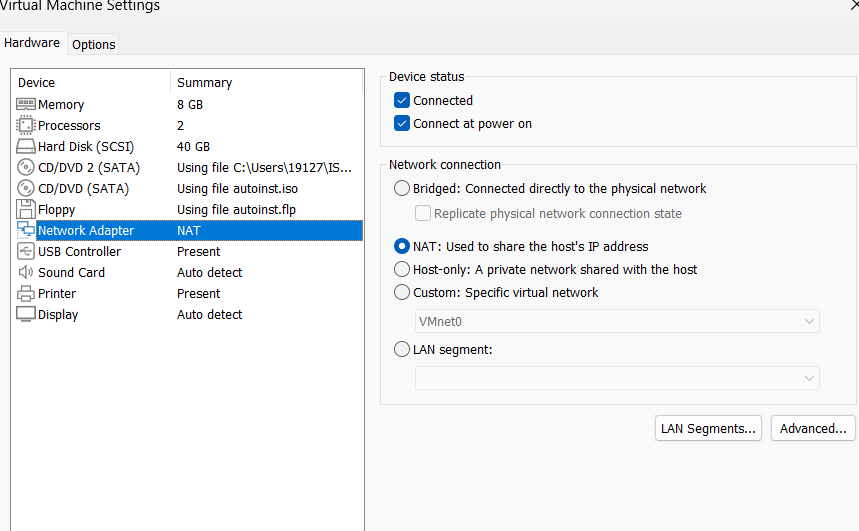 Virtual Machine Settings
Hardware Options
Device Summary
Memory 8 GB
Processors 2
Hard Disk (SCSI) 40 GB
CD/DVD 2 (SATA) Using file C:\Users\19127\IS...
CD/DVD (SATA) Using file autoinst.iso
Floppy Using file autoinst.flp
Network Adapter NAT
USB Controller Present
Sound Card Auto detect
Printer Present
Display Auto detect
Device status
Connected
Connect at power on
Network connection
Bridged: Connected directly to the physical network
Replicate physical network connection state
NAT: Used to share the host's IP address
Host-only: A private network shared with the host
Custom: Specific virtual network
VMnet0
LAN segment:
LAN Segments... Advanced...